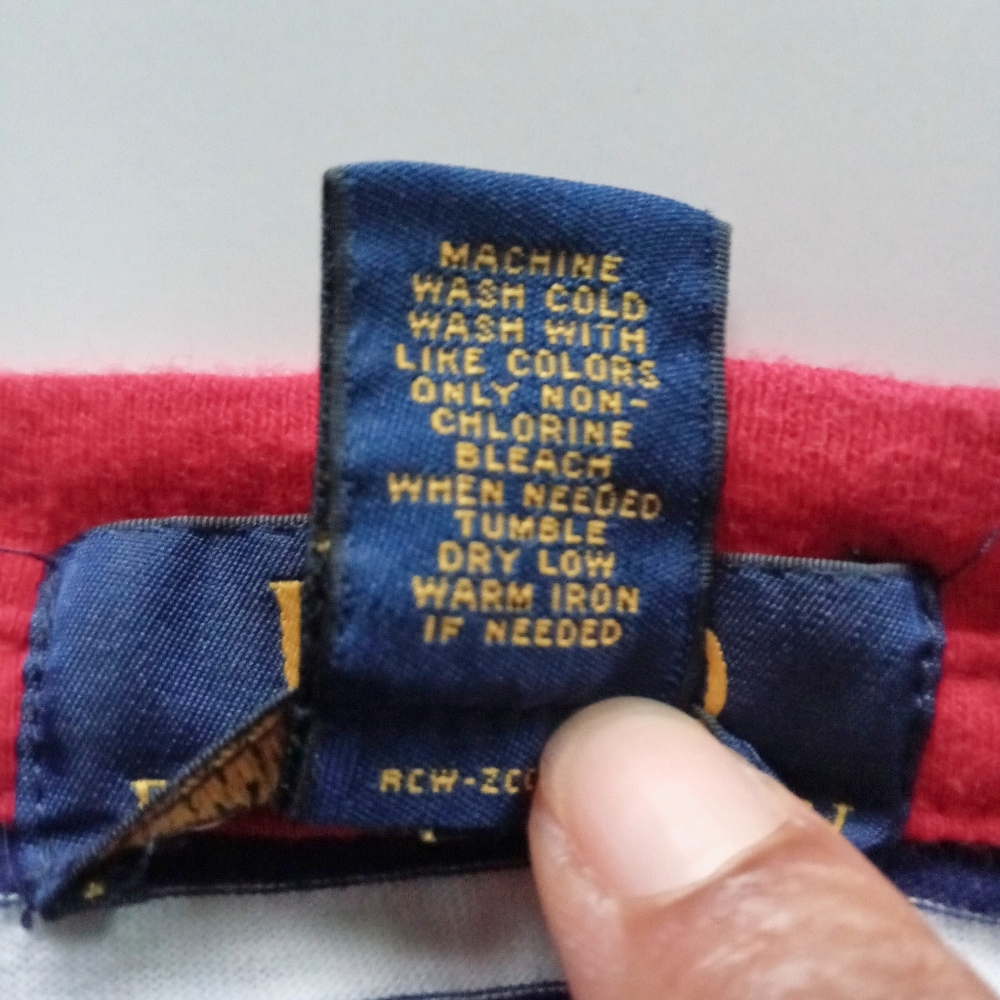 MACHINE
WASH COLD
WASH WITH
LIKE COLORS
ONLY NON-
CHLORINE
BLEACH
WHEN NEEDED
TUMBLE
DRY LOW
WARM IRON
IF NEEDED